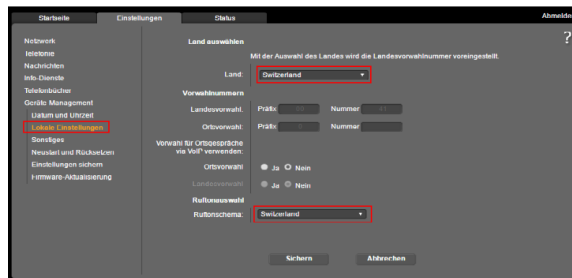 Startseite Einstellungen Status Abmelden
?
Netzwerk
Telefonie
Nachrichten
Info-Dienste
Telefonbücher
Geräte Management
Datum und Uhrzeit
Lokale Einstellungen
Sonstiges
Neustart und Rücksetzen
Einstellungen sichern
Firmware-Aktualisierung
Land auswählen
Mit der Auswahl des Landes wird die Landesvorwahlnummer voreingestellt.
Land: Switzerland
Vorwahlnummern
Landesvorwahl: Präfix 00 Nummer 41
Ortsvorwahl: Präfix 0 Nummer
Vorwahl für Ortsgespräche
via VoIP verwenden:
Ortsvorwahl Ja Nein
Landesvorwahl Ja Nein
Ruftonauswahl
Ruftonschema: Switzerland
Sichern Abbrechen